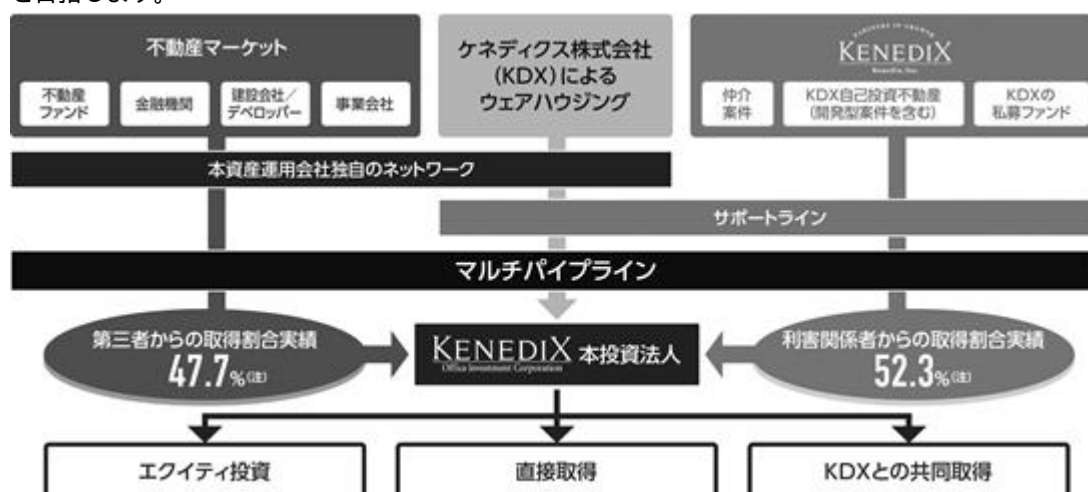 を目指します。
不動産マーケット
不動産
ファンド
金融機関
建設会社/
デベロッパー
事業会社
ケネディクス株式会社
(KDX)による
ウェアハウジング
PARTNERS IN GROWTH
KENEDIX
Kenedix, Inc.
仲介
案件
KDX自己投資不動産
(開発型案件を含む)
KDXの
私募ファンド
本資産運用会社独自のネットワーク
サポートライン
マルチパイプライン
第三者からの取得割合実績
47.7%(注)
KENEDIX 本投資法人
Office Investment Corporation
利害関係者からの取得割合実績
52.3%(注)
エクイティ投資
直接取得
KDXとの共同取得